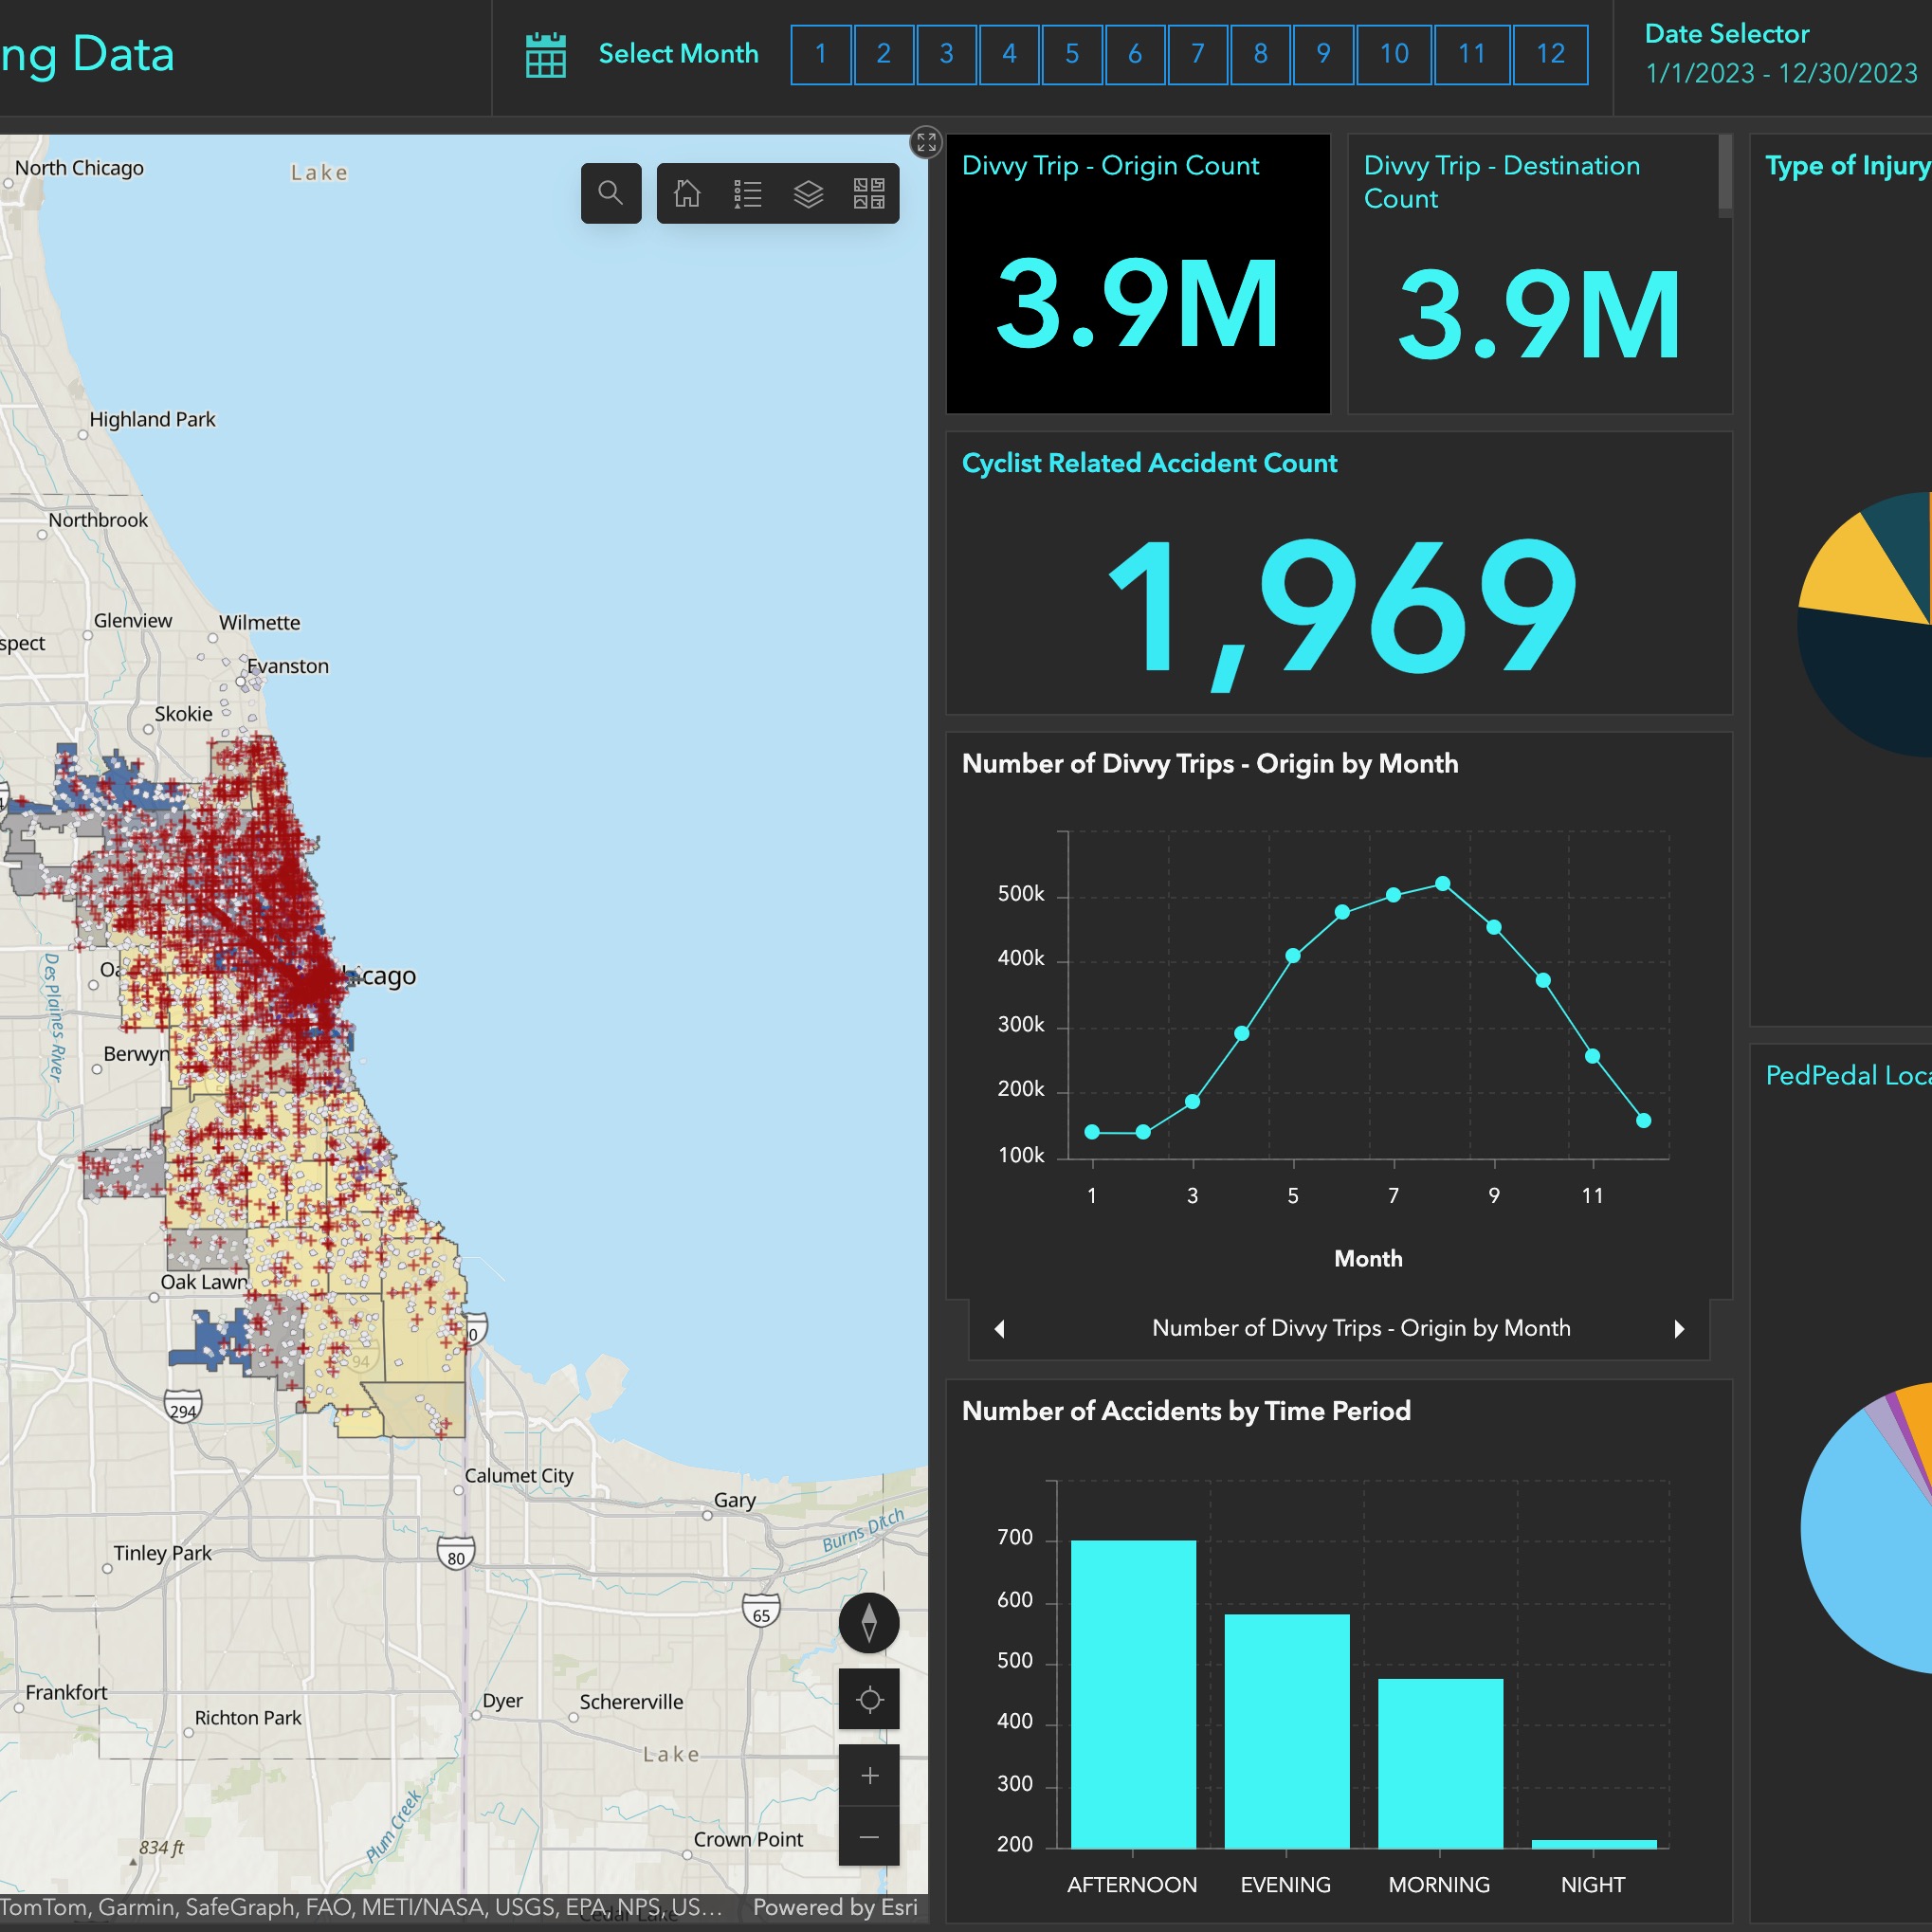 ng Data
Select Month
1 2 3 4 5 6 7 8 9 10 11 12
Date Selector
1/1/2023 - 12/30/2023
North Chicago
Lake
Highland Park
Northbrook
Glenview
Wilmette
spect
Evanston
Skokie
icago
Des Plaines River
Berwyn
Oak Lawn
94
294
Calumet City
Gary
Burns Ditch
Tinley Park
80
65
Frankfort
Richton Park
Dyer
Schererville
Lake
Plum Creek
834 ft
Crown Point
Cedar Lake
TomTom, Garmin, SafeGraph, FAO, METI/NASA, USGS, EPA, NPS, US...
Powered by Esri
Divvy Trip - Origin Count
3.9M
Divvy Trip - Destination
Count
3.9M
Cyclist Related Accident Count
1,969
Number of Divvy Trips - Origin by Month
500k
400k
300k
200k
100k
1 3 5 7 9 11
Month
Number of Divvy Trips - Origin by Month
Number of Accidents by Time Period
700
600
500
400
300
200
AFTERNOON EVENING MORNING NIGHT
Type of Injury
PedPedal Loca